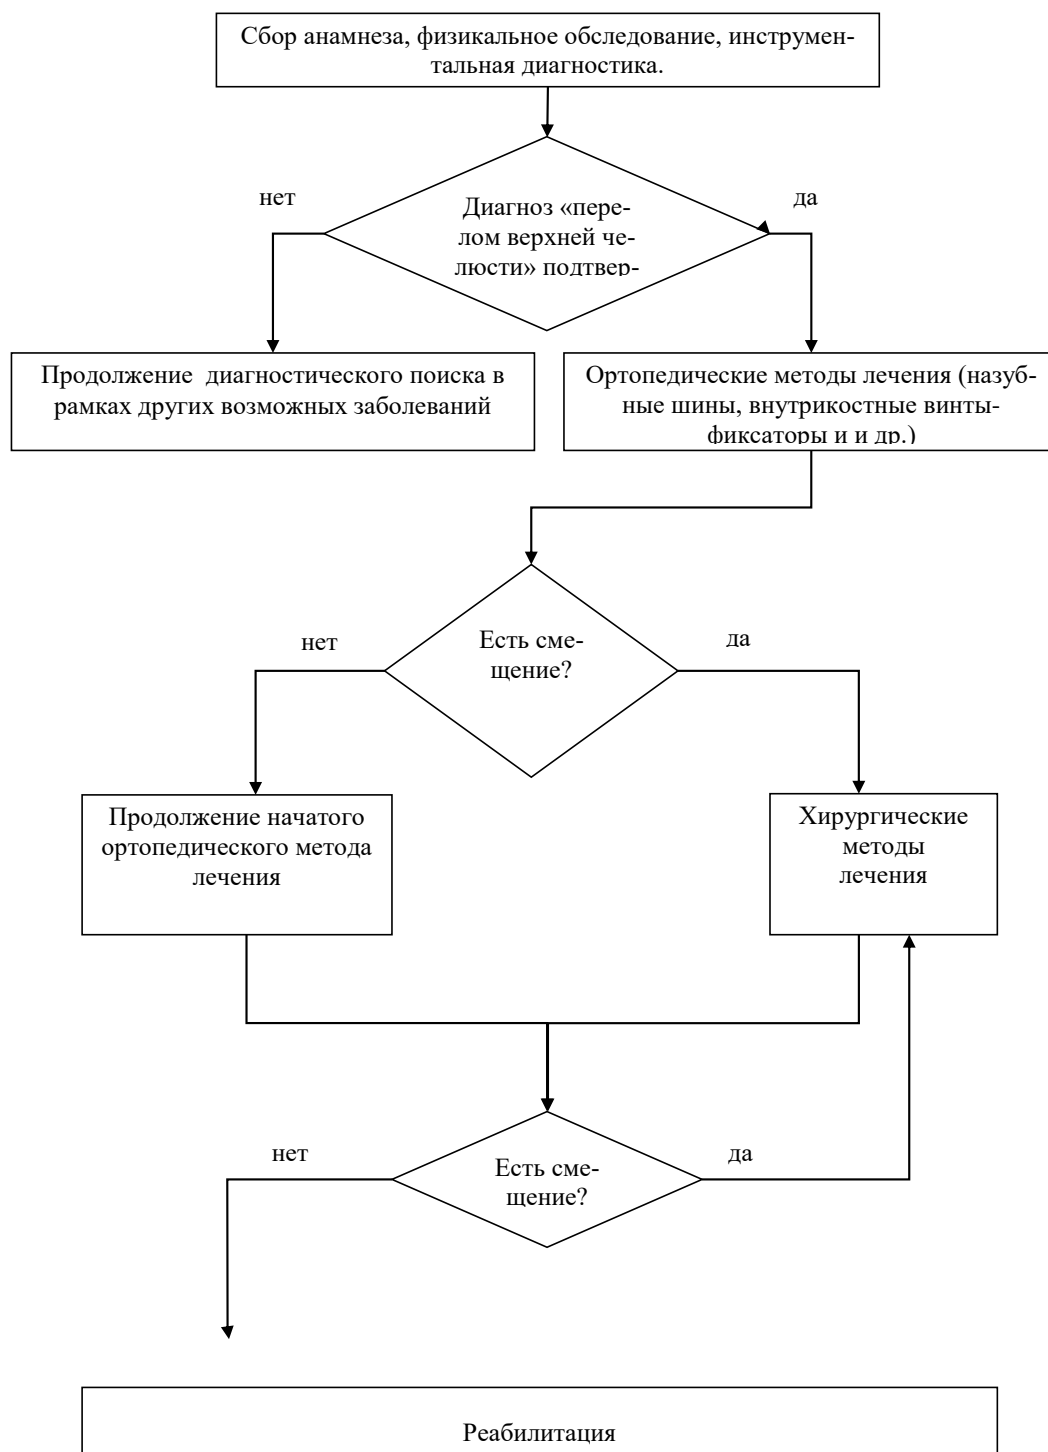 Сбор анамнеза, физикальное обследование, инструмен-
тальная диагностика.
нет
да
Диагноз «пере-
лом верхней че-
люсти» подтвер-
Продолжение диагностического поиска в
рамках других возможных заболеваний
Ортопедические методы лечения (назуб-
ные шины, внутрикостные винты-
фиксаторы и и др.)
нет
да
Есть сме-
щение?
Продолжение начатого
ортопедического метода
лечения
Хирургические
методы
лечения
нет
да
Есть сме-
щение?
Реабилитация